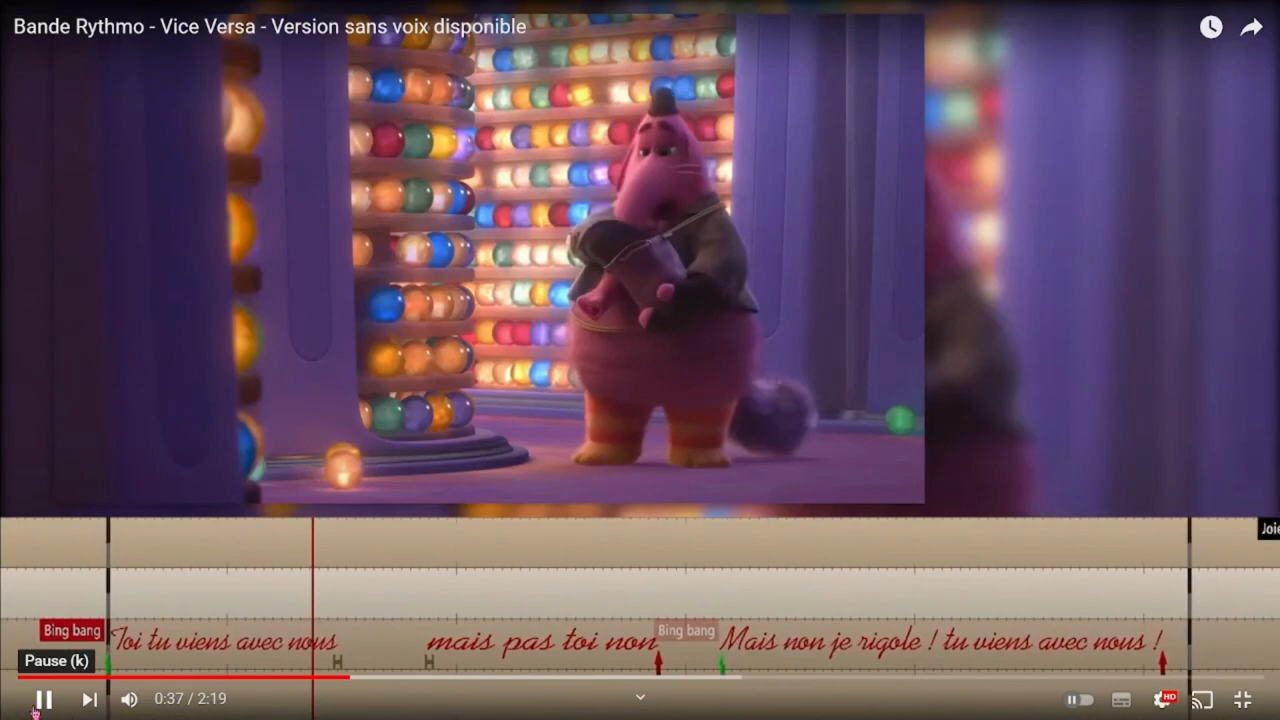 Bande Rythmo - Vice Versa - Version sans voix disponible
Joie
Bing bang Toi tu viens avec nous mais pas toi non Bing bang Mais non je rigole ! tu viens avec nous !
H H
Pause (k)
0:37 / 2:19
HD